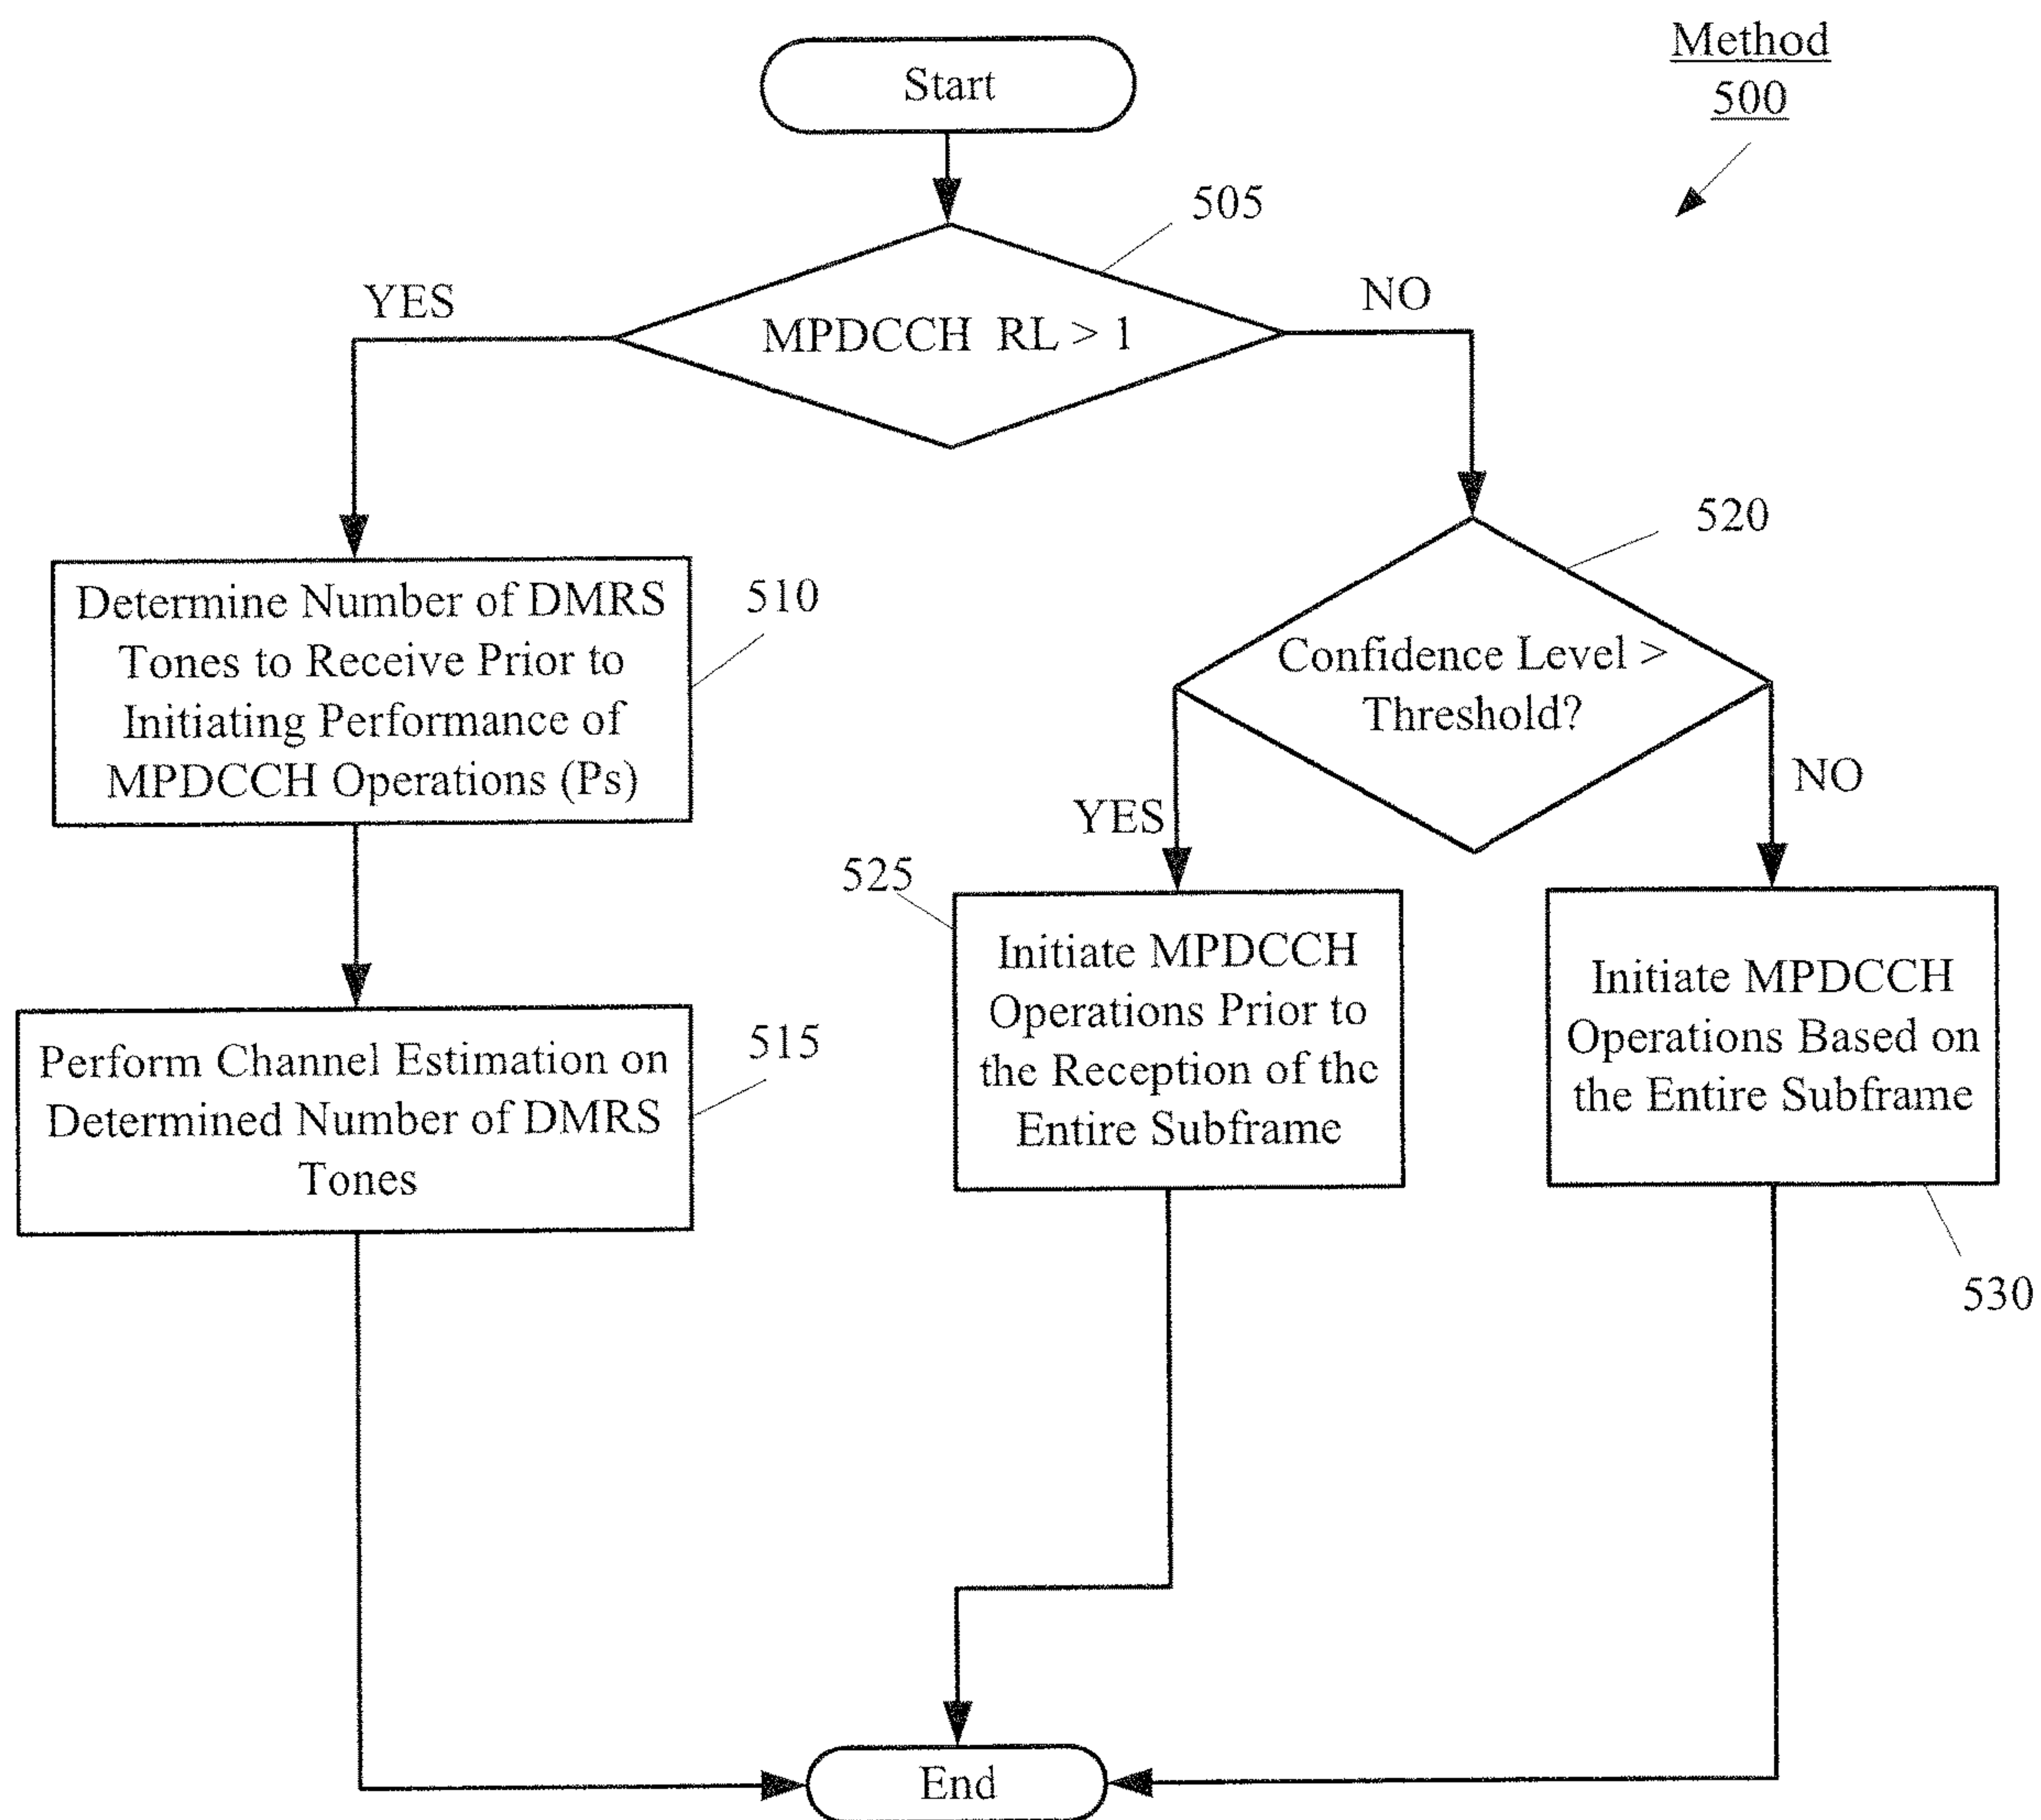 Method
500
Start
505
YES
NO
MPDCCH RL > 1
520
Determine Number of DMRS
Tones to Receive Prior to
Initiating Performance of
MPDCCH Operations (Ps)
510
Confidence Level >
Threshold?
YES
NO
525
Initiate MPDCCH
Operations Prior to
the Reception of the
Entire Subframe
Initiate MPDCCH
Operations Based on
the Entire Subframe
530
Perform Channel Estimation on
Determined Number of DMRS
Tones
515
End